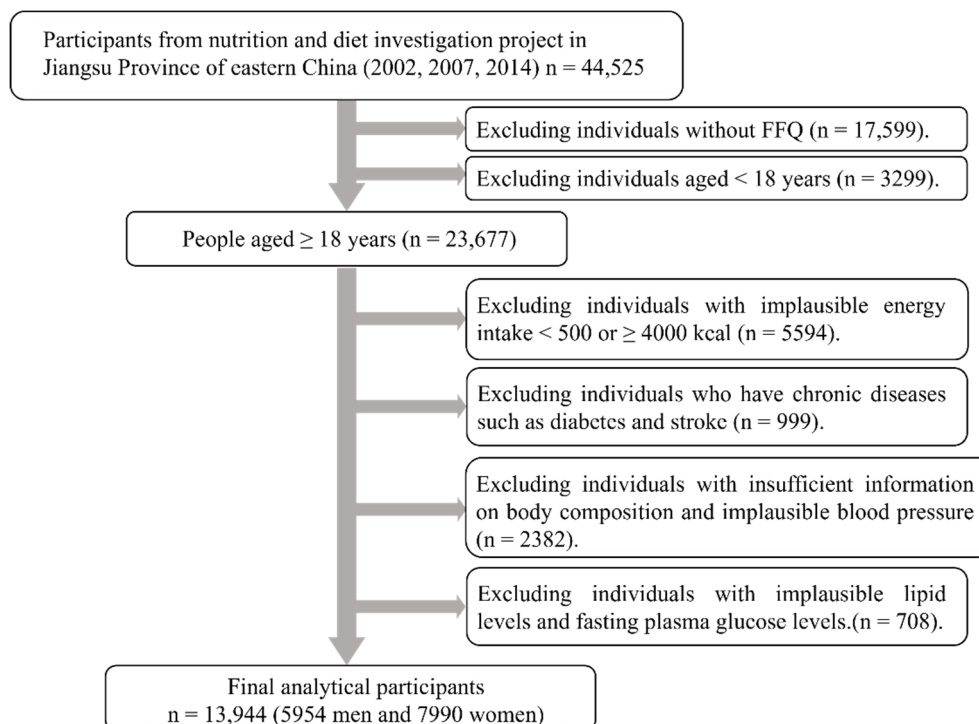 Participants from nutrition and diet investigation project in
Jiangsu Province of eastern China (2002, 2007, 2014) n = 44,525
Excluding individuals without FFQ (n = 17,599).
Excluding individuals aged < 18 years (n = 3299).
People aged ≥ 18 years (n = 23,677)
Excluding individuals with implausible energy
intake < 500 or ≥ 4000 kcal (n = 5594).
Excluding individuals who have chronic diseases
such as diabetes and stroke (n = 999).
Excluding individuals with insufficient information
on body composition and implausible blood pressure
(n = 2382).
Excluding individuals with implausible lipid
levels and fasting plasma glucose levels.(n = 708).
Final analytical participants
n = 13,944 (5954 men and 7990 women)